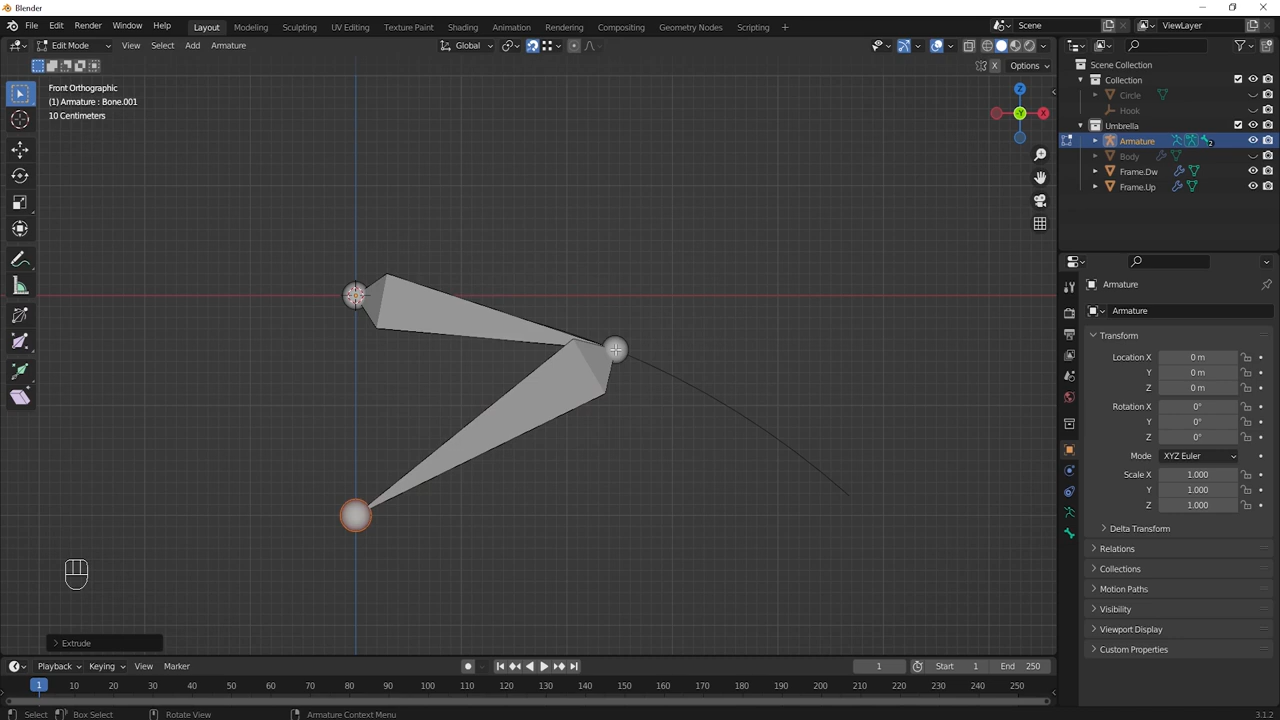 Blender
File Edit Render Window Help Layout Modeling Sculpting UV Editing Texture Paint Shading Animation Rendering Compositing Geometry Nodes Scripting + Scene ViewLayer
Edit Mode View Select Add Armature Global
X Options
Front Orthographic
(1) Armature : Bone.001
10 Centimeters
Z
X
-Y
Scene Collection
Collection
Circle
Hook
Umbrella
Armature 2
Body
Frame.Dw
Frame.Up
Armature
Armature
Transform
Location X 0 m
Y 0 m
Z 0 m
Rotation X 0°
Y 0°
Z 0°
Mode XYZ Euler
Scale X 1.000
Y 1.000
Z 1.000
Delta Transform
Relations
Collections
Motion Paths
Visibility
Viewport Display
Custom Properties
Extrude
Playback Keying View Marker 1 Start 1 End 250
1 10 20 30 40 50 60 70 80 90 100 110 120 130 140 150 160 170 180 190 200 210 220 230 240 250
Select Box Select Rotate View Armature Context Menu 3.1.2